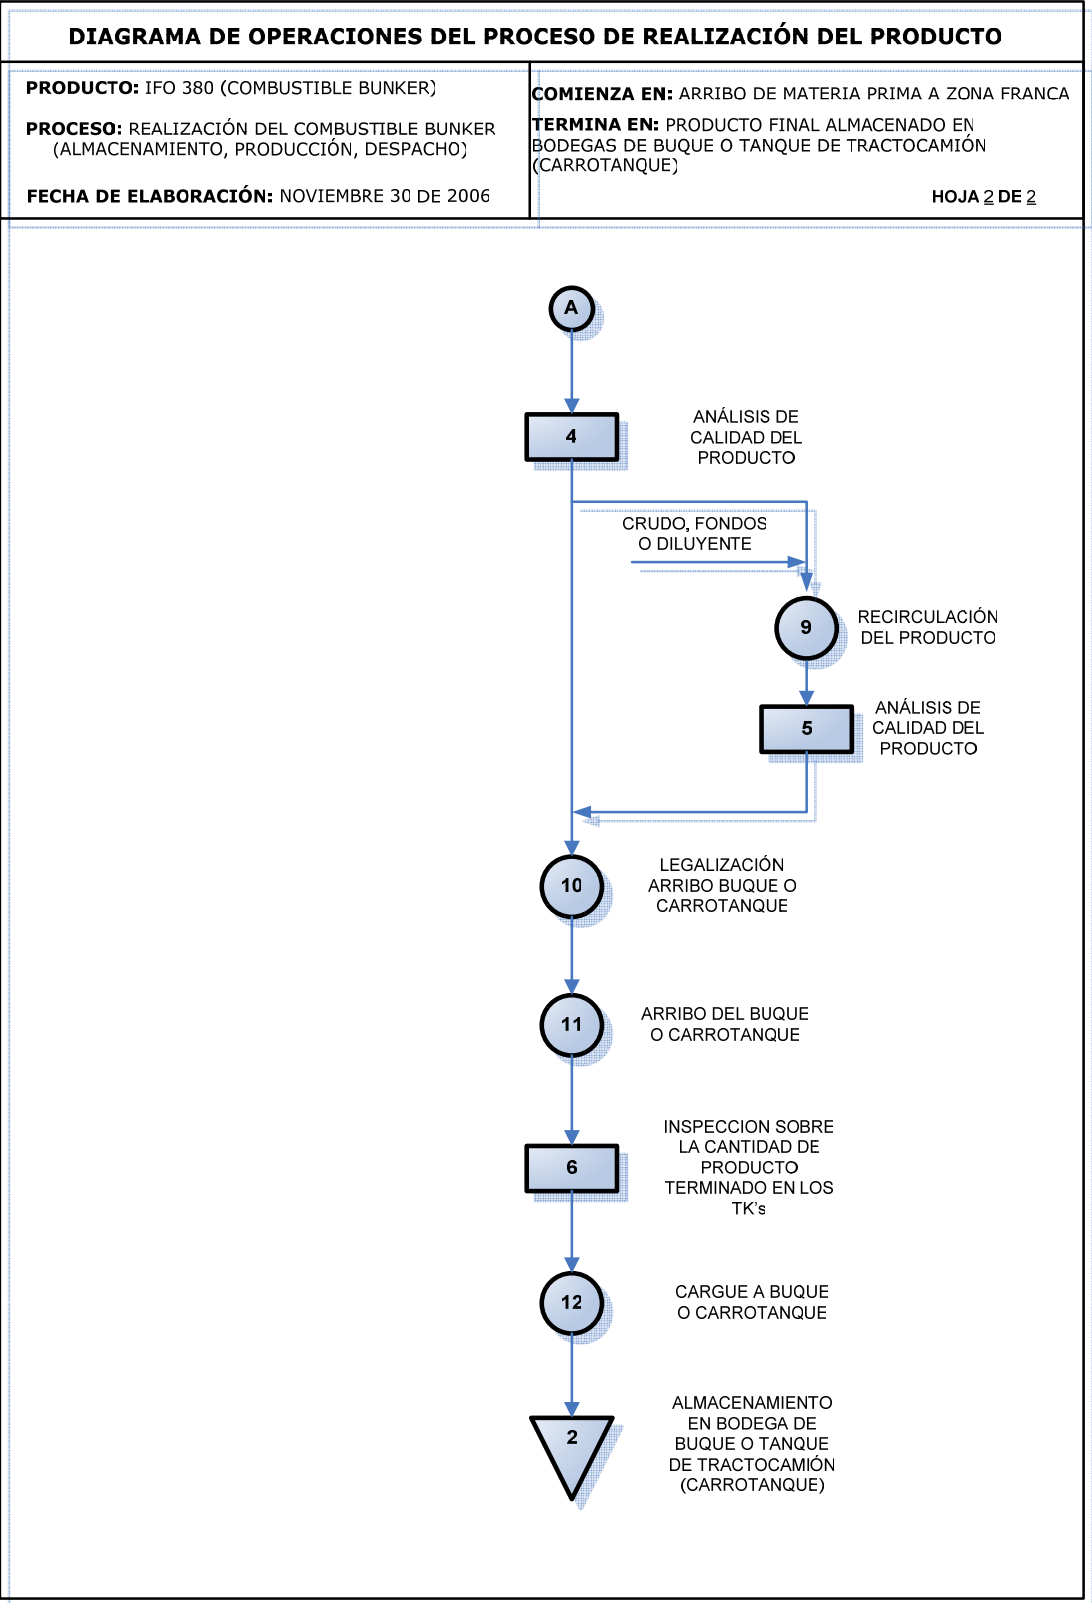 DIAGRAMA DE OPERACIONES DEL PROCESO DE REALIZACIÓN DEL PRODUCTO
PRODUCTO: IFO 380 (COMBUSTIBLE BUNKER)
PROCESO: REALIZACIÓN DEL COMBUSTIBLE BUNKER
(ALMACENAMIENTO, PRODUCCIÓN, DESPACHO)
FECHA DE ELABORACIÓN: NOVIEMBRE 30 DE 2006
COMIENZA EN: ARRIBO DE MATERIA PRIMA A ZONA FRANCA
TERMINA EN: PRODUCTO FINAL ALMACENADO EN
BODEGAS DE BUQUE O TANQUE DE TRACTOCAMIÓN
(CARROTANQUE)
HOJA 2 DE 2
A
4
ANÁLISIS DE
CALIDAD DEL
PRODUCTO
CRUDO, FONDOS
O DILUYENTE
9
RECIRCULACIÓN
DEL PRODUCTO
5
ANÁLISIS DE
CALIDAD DEL
PRODUCTO
10
LEGALIZACIÓN
ARRIBO BUQUE O
CARROTANQUE
11
ARRIBO DEL BUQUE
O CARROTANQUE
6
INSPECCION SOBRE
LA CANTIDAD DE
PRODUCTO
TERMINADO EN LOS
TK's
12
CARGUE A BUQUE
O CARROTANQUE
2
ALMACENAMIENTO
EN BODEGA DE
BUQUE O TANQUE
DE TRACTOCAMIÓN
(CARROTANQUE)